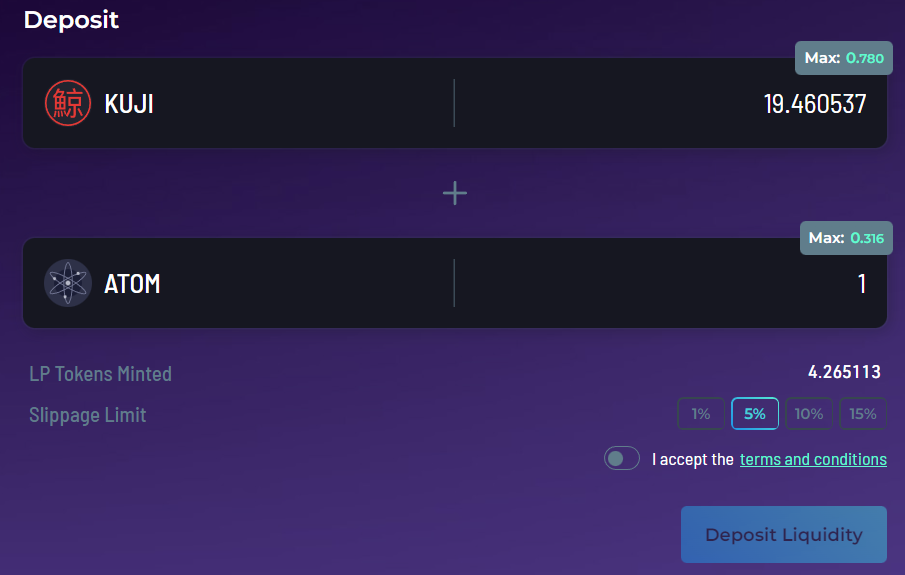 Deposit
Max: 0.780
鯨 KUJI 19.460537
Max: 0.316
ATOM 1
LP Tokens Minted 4.265113
Slippage Limit 1% 5% 10% 15%
I accept the terms and conditions
Deposit Liquidity